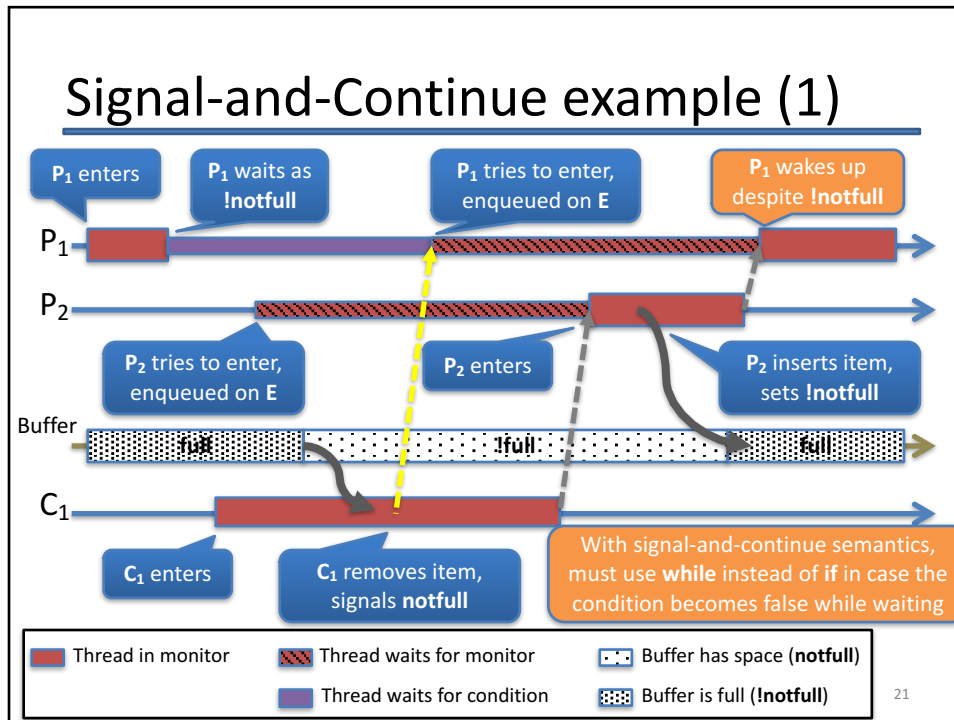 Signal-and-Continue example (1)
P1 enters
P1 waits as
!notfull
P1 tries to enter,
enqueued on E
P1 wakes up
despite !notfull
P1
P2
P2 tries to enter,
enqueued on E
P2 enters
P2 inserts item,
sets !notfull
Buffer
full
!full
full
C1
C1 enters
C1 removes item,
signals notfull
With signal-and-continue semantics,
must use while instead of if in case the
condition becomes false while waiting
Thread in monitor
Thread waits for monitor
Buffer has space (notfull)
Thread waits for condition
Buffer is full (!notfull)
21